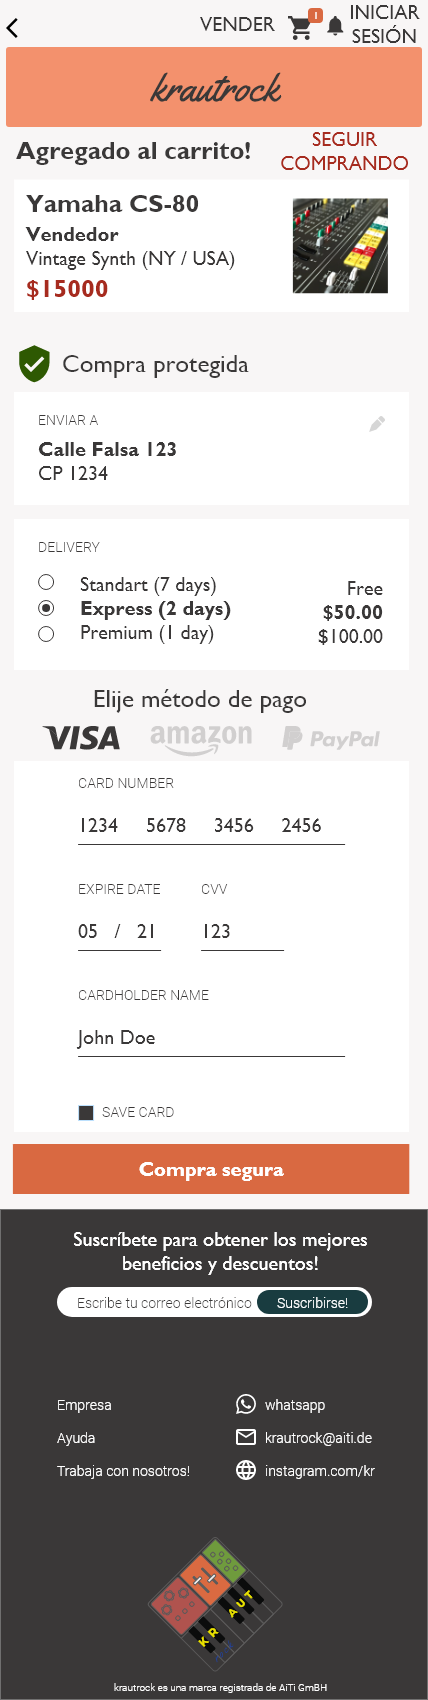 VENDER
1
INICIAR
SESIÓN
krautrock
Agregado al carrito!
SEGUIR
COMPRANDO
Yamaha CS-80
Vendedor
Vintage Synth (NY / USA)
$15000
Compra protegida
ENVIAR A
Calle Falsa 123
CP 1234
DELIVERY
Standart (7 days) Free
Express (2 days) $50.00
Premium (1 day) $100.00
Elije método de pago
VISA amazon PayPal
CARD NUMBER
1234 5678 3456 2456
EXPIRE DATE CVV
05 / 21 123
CARDHOLDER NAME
John Doe
SAVE CARD
Compra segura
Suscríbete para obtener los mejores
beneficios y descuentos!
Escribe tu correo electrónico Suscribirse!
Empresa whatsapp
Ayuda krautrock@aiti.de
Trabaja con nosotros! instagram.com/kr
KR AUT
krautrock es una marca registrada de AiTi GmBH